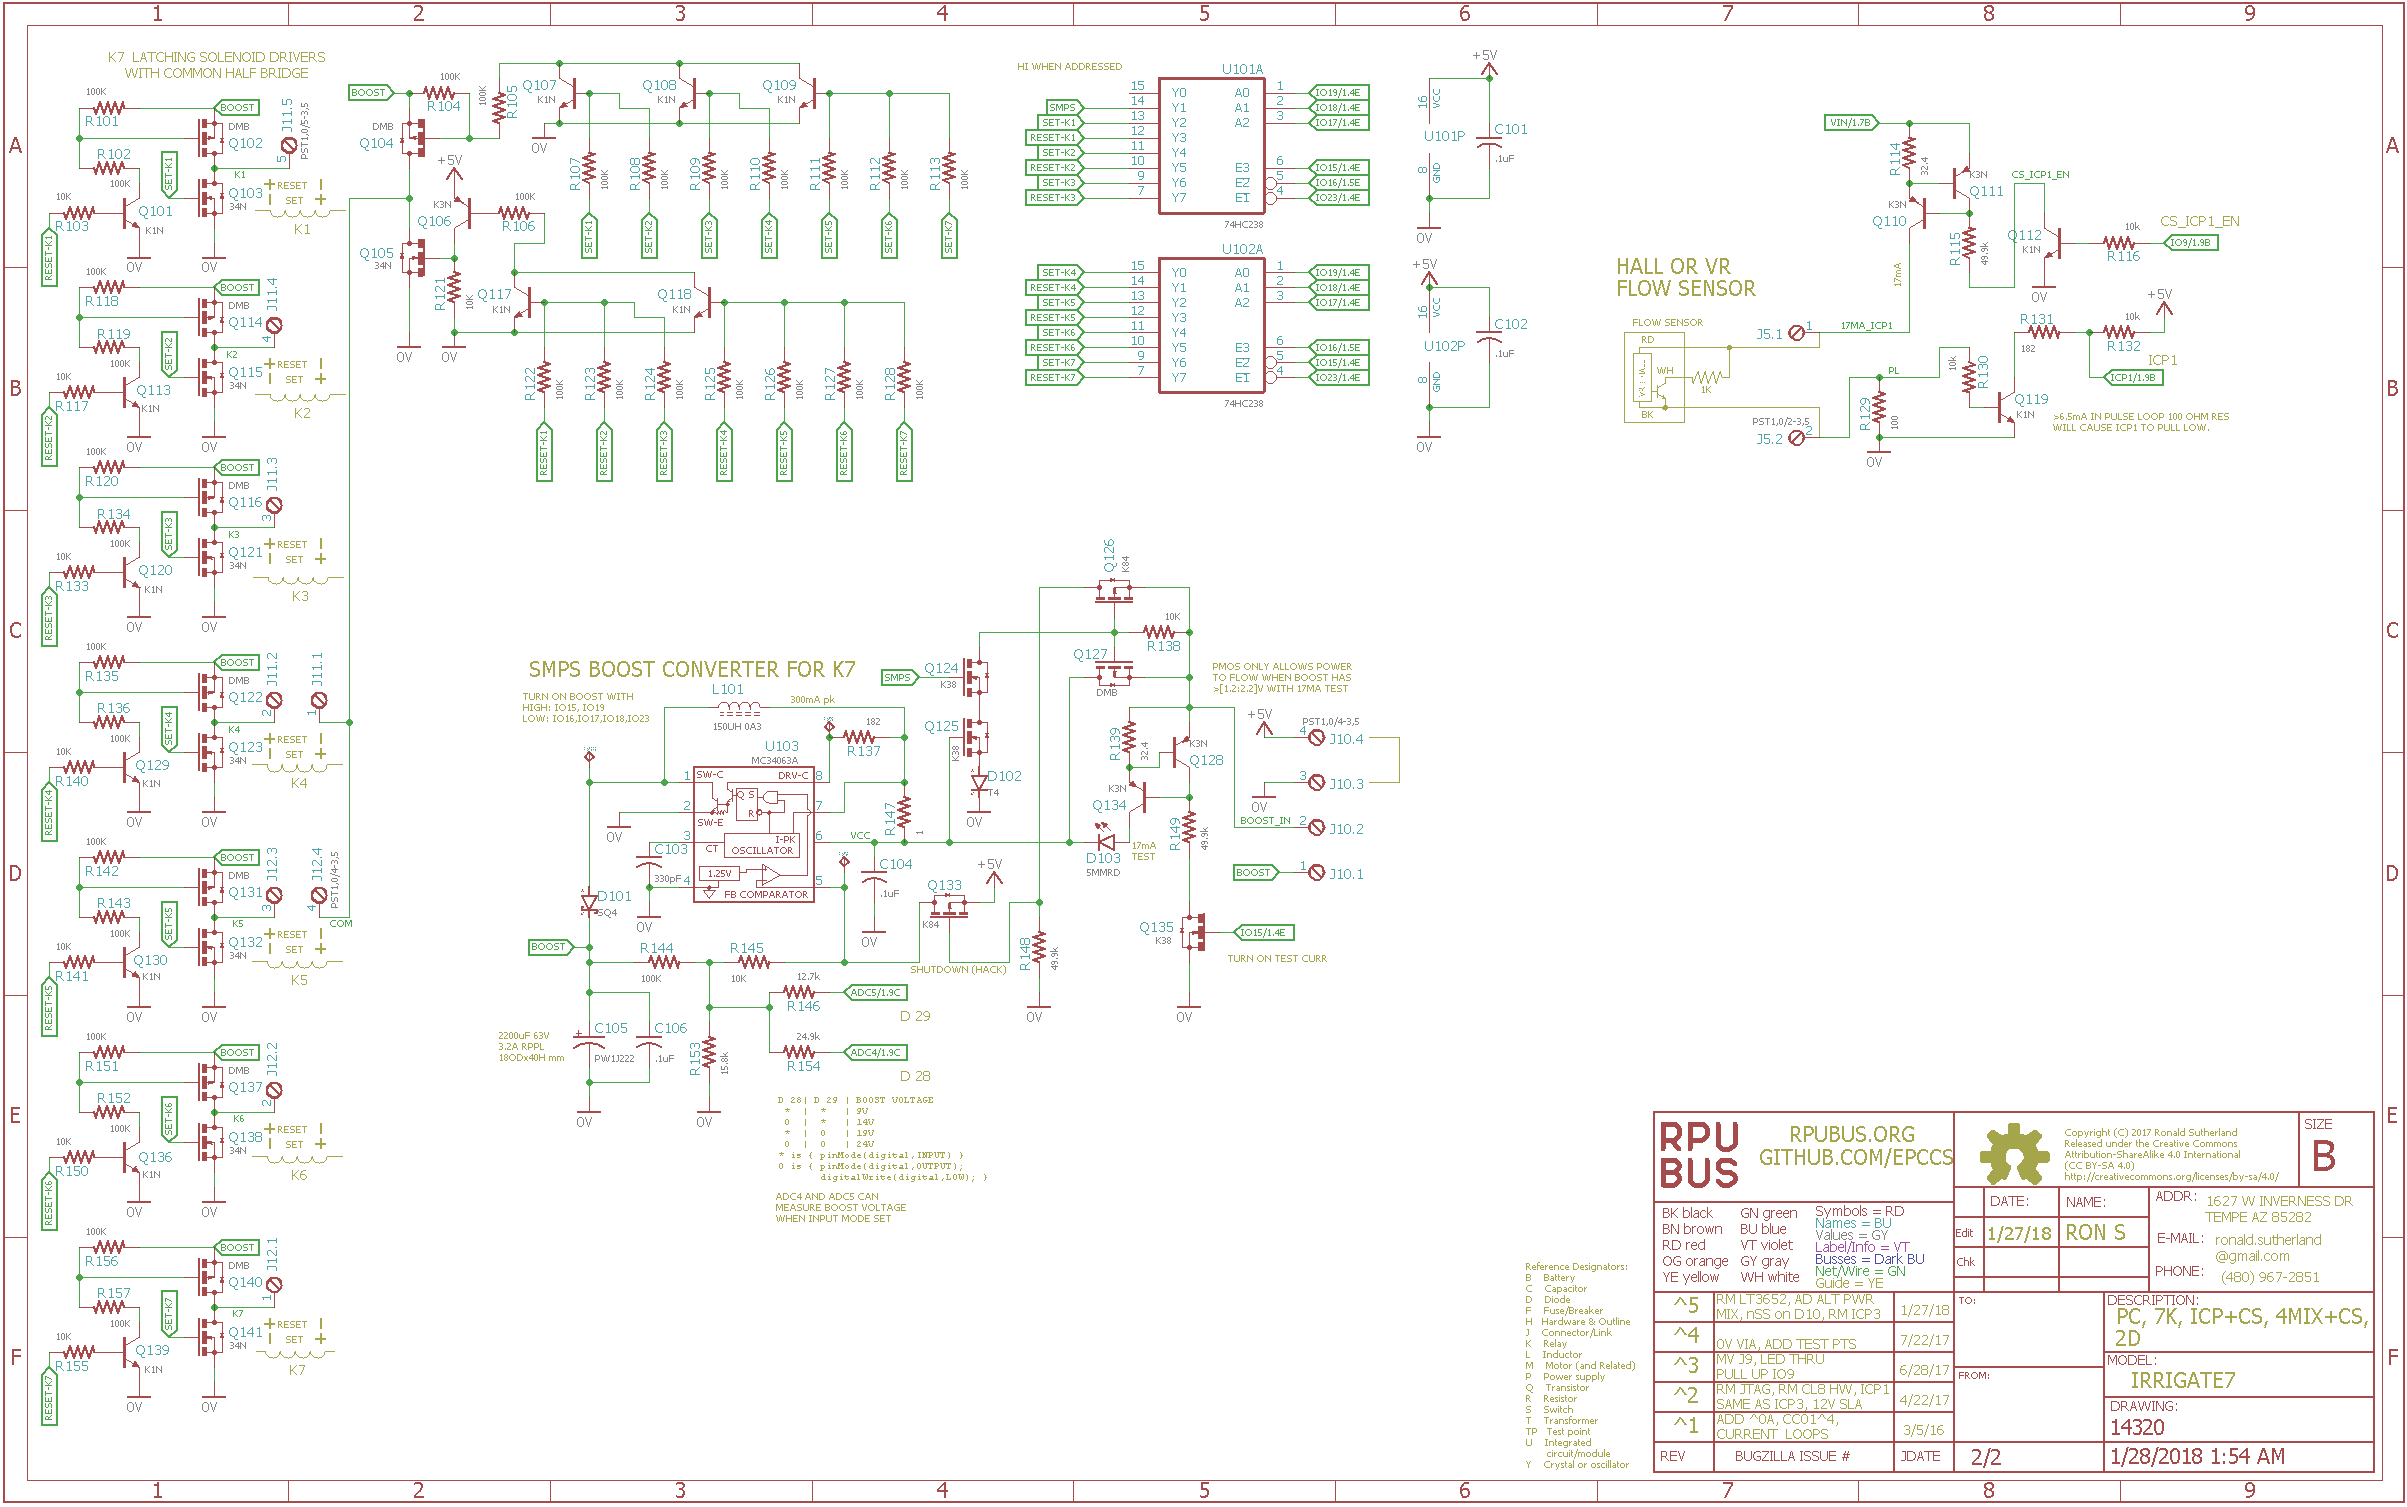 1 2 3 4 5 6 7 8 9
A
B
C
D
E
F
K7 LATCHING SOLENOID DRIVERS
WITH COMMON HALF BRIDGE
100K
R101
BOOST
DMB
Q102
J11.5
5
PST1,0/5-3,5
R102
100K
SET-K1
K1
Q103
34N
10K
R103
Q101
K1N
RESET-K1
0V
0V
+ RESET |
| SET +
K1
100K
R118
BOOST
DMB
Q114
J11.4
4
R119
100K
SET-K2
K2
Q115
34N
10K
R117
Q113
K1N
RESET-K2
0V
0V
+ RESET |
| SET +
K2
100K
R120
BOOST
DMB
Q116
J11.3
3
R134
100K
SET-K3
K3
Q121
34N
10K
R133
Q120
K1N
RESET-K3
0V
0V
+ RESET |
| SET +
K3
100K
R135
BOOST
DMB
Q122
J11.2
2
J11.1
1
R136
100K
SET-K4
K4
Q123
34N
10K
R140
Q129
K1N
RESET-K4
0V
0V
+ RESET |
| SET +
K4
100K
R142
BOOST
DMB
Q131
J12.3
3
J12.4
4
PST1,0/4-3,5
COM
R143
100K
SET-K5
K5
Q132
34N
10K
R141
Q130
K1N
RESET-K5
0V
0V
+ RESET |
| SET +
K5
100K
R151
BOOST
DMB
Q137
J12.2
2
R152
100K
SET-K6
K6
Q138
34N
10K
R150
Q136
K1N
RESET-K6
0V
0V
+ RESET |
| SET +
K6
100K
R156
BOOST
DMB
Q140
J12.1
1
R157
100K
SET-K7
K7
Q141
34N
10K
R155
Q139
K1N
RESET-K7
0V
0V
+ RESET |
| SET +
K7
BOOST
100K
R104
100K
R105
DMB
Q104
+5V
K3N
Q106
100K
R106
Q105
34N
R121
10K
0V
0V
Q107
K1N
Q108
K1N
Q109
K1N
0V
R107 100K
R108 100K
R109 100K
R110 100K
R111 100K
R112 100K
R113 100K
SET-K1
SET-K2
SET-K3
SET-K4
SET-K5
SET-K6
SET-K7
Q117
K1N
Q118
K1N
R122 100K
R123 100K
R124 100K
R125 100K
R126 100K
R127 100K
R128 100K
RESET-K1
RESET-K2
RESET-K3
RESET-K4
RESET-K5
RESET-K6
RESET-K7
HI WHEN ADDRESSED
U101A
15 Y0 A0 1 IO19/1.4E
SMPS 14 Y1 A1 2 IO18/1.4E
SET-K1 13 Y2 A2 3 IO17/1.4E
RESET-K1 12 Y3
SET-K2 11 Y4
RESET-K2 10 Y5 E3 6 IO15/1.4E
SET-K3 9 Y6 E2 5 IO16/1.5E
RESET-K3 7 Y7 E1 4 IO23/1.4E
74HC238
U102A
SET-K4 15 Y0 A0 1 IO19/1.4E
RESET-K4 14 Y1 A1 2 IO18/1.4E
SET-K5 13 Y2 A2 3 IO17/1.4E
RESET-K5 12 Y3
SET-K6 11 Y4
RESET-K6 10 Y5 E3 6 IO16/1.5E
SET-K7 9 Y6 E2 5 IO15/1.4E
RESET-K7 7 Y7 E1 4 IO23/1.4E
74HC238
+5V
16 VCC
U101P
8 GND
C101
.1uF
0V
+5V
16 VCC
U102P
8 GND
C102
.1uF
0V
VIN/1.7B
R114
32.4
K3N
Q111
K3N
Q110
R115
49.9k
CS_ICP1_EN
Q112
K1N
10k
R116
CS_ICP1_EN
IO9/1.9B
0V
17mA
HALL OR VR
FLOW SENSOR
FLOW SENSOR
RD
WH
BK
1K
J5.1
1
17MA_ICP1
PST1,0/2-3,5
J5.2
2
PL
R129
100
0V
10k
R130
Q119
K1N
R131
182
10k
R132
+5V
ICP1
ICP1/1.9B
>6.5mA IN PULSE LOOP 100 OHM RES
WILL CAUSE ICP1 TO PULL LOW.
SMPS BOOST CONVERTER FOR K7
TURN ON BOOST WITH
HIGH: IO15, IO19
LOW: IO16,IO17,IO18,IO23
L101
300mA pk
150UH 0A3
182
R137
U103
MC34063A
1 SW-C DRV-C 8
Q S
R
2 SW-E 7
3 CT I-PK 6
OSCILLATOR
1.25V
4 FB COMPARATOR 5
0V
C103
330pF
0V
D101
SQ4
BOOST
R144
100K
R145
10K
12.7k
R146
ADC5/1.9C
D 29
24.9k
R154
ADC4/1.9C
D 28
R153
15.8k
0V
2200uF 63V
3.2A RPPL
18ODx40H mm
C105
PW1J222
C106
.1uF
0V
R147
1
VCC
C104
.1uF
0V
SMPS
Q124
K38
Q125
K38
D102
T4
0V
Q133
K84
+5V
SHUTDOWN (HACK)
R148
49.9k
0V
Q126
K84
Q127
DMB
10K
R138
PMOS ONLY ALLOWS POWER
TO FLOW WHEN BOOST HAS
>[1.2:2.2]V WITH 17MA TEST
R139
32.4
K3N
Q128
K3N
Q134
R149
49.9k
D103
5MMRD
17mA
TEST
Q135
K38
IO15/1.4E
TURN ON TEST CURR
0V
+5V
PST1,0/4-3,5
4 J10.4
3 J10.3
0V
BOOST_IN 2 J10.2
BOOST 1 J10.1
D 28| D 29 | BOOST VOLTAGE
* | * | 9V
0 | * | 14V
* | 0 | 19V
0 | 0 | 24V
* is { pinMode(digital,INPUT) }
0 is { pinMode(digital,OUTPUT);
digitalWrite(digital,LOW); }
ADC4 AND ADC5 CAN
MEASURE BOOST VOLTAGE
WHEN INPUT MODE SET
Reference Designators:
B Battery
C Capacitor
D Diode
F Fuse/Breaker
H Hardware & Outline
J Connector/Link
K Relay
L Inductor
M Motor (and Related)
P Power supply
Q Transistor
R Resistor
S Switch
T Transformer
TP Test point
U Integrated
circuit/module
Y Crystal or oscillator
RPU
BUS
RPUBUS.ORG
GITHUB.COM/EPCCS
Copyright (C) 2017 Ronald Sutherland
Released under the Creative Commons
Attribution-ShareAlike 4.0 International
(CC BY-SA 4.0)
http://creativecommons.org/licenses/by-sa/4.0/
SIZE
B
BK black GN green Symbols = RD
BN brown BU blue Names = BU
RD red VT violet Values = GY
OG orange GY gray Label/Info = VT
YE yellow WH white Busses = Dark BU
Net/Wire = GN
Guide = YE
DATE: NAME:
Edit 1/27/18 RON S
Chk
ADDR: 1627 W INVERNESS DR
TEMPE AZ 85282
E-MAIL: ronald.sutherland
@gmail.com
PHONE: (480) 967-2851
^5 RM LT3652, AD ALT PWR
MIX, nSS on D10, RM ICP3 1/27/18
^4 0V VIA, ADD TEST PTS 7/22/17
^3 MV J9, LED THRU
PULL UP IO9 6/28/17
^2 RM JTAG, RM CL8 HW, ICP1
SAME AS ICP3, 12V SLA 4/22/17
^1 ADD ^0A, CC01^4,
CURRENT LOOPS 3/5/16
REV BUGZILLA ISSUE # JDATE
TO:
FROM:
2/2
DESCRIPTION:
PC, 7K, ICP+CS, 4MIX+CS,
2D
MODEL:
IRRIGATE7
DRAWING:
14320
1/28/2018 1:54 AM
A
B
C
D
E
F
1 2 3 4 5 6 7 8 9